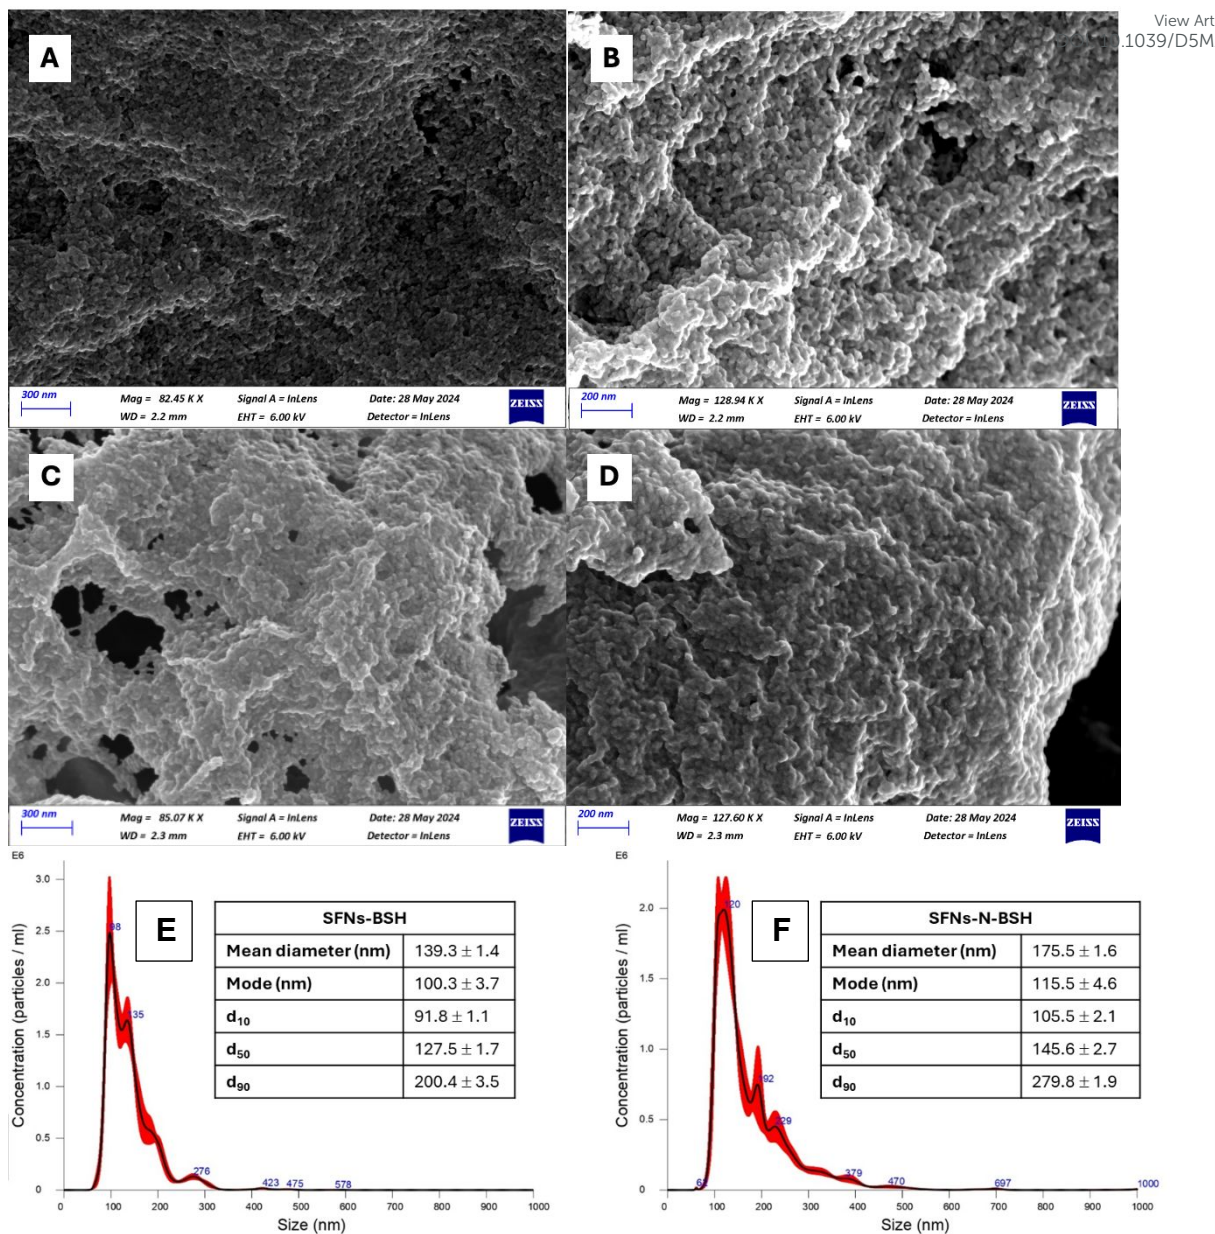 View Art
.1039/D5M
A
B
300 nm
Mag = 82.45 K X
Signal A = InLens
Date: 28 May 2024
WD = 2.2 mm
EHT = 6.00 kV
Detector = InLens
ZEISS
200 nm
Mag = 128.94 K X
Signal A = InLens
Date: 28 May 2024
WD = 2.2 mm
EHT = 6.00 kV
Detector = InLens
ZEISS
C
D
300 nm
Mag = 85.07 K X
Signal A = InLens
Date: 28 May 2024
WD = 2.3 mm
EHT = 6.00 kV
Detector = InLens
ZEISS
200 nm
Mag = 127.60 K X
Signal A = InLens
Date: 28 May 2024
WD = 2.3 mm
EHT = 6.00 kV
Detector = InLens
ZEISS
E6
3.0
2.5
2.0
1.5
1.0
0.5
0
Concentration (particles / ml)
98
135
276
423
475
578
E
SFNs-BSH
Mean diameter (nm) 139.3 ± 1.4
Mode (nm) 100.3 ± 3.7
d10 91.8 ± 1.1
d50 127.5 ± 1.7
d90 200.4 ± 3.5
0 100 200 300 400 500 600 700 800 900 1000
Size (nm)
E6
2.0
1.5
1.0
0.5
0
Concentration (particles / ml)
120
192
229
379
470
697
1000
F
SFNs-N-BSH
Mean diameter (nm) 175.5 ± 1.6
Mode (nm) 115.5 ± 4.6
d10 105.5 ± 2.1
d50 145.6 ± 2.7
d90 279.8 ± 1.9
0 100 200 300 400 500 600 700 800 900 1000
Size (nm)